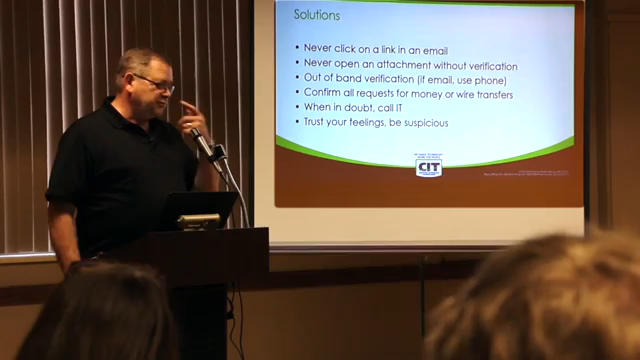 Solutions
• Never click on a link in an email
• Never open an attachment without verification
• Out of band verification (if email, use phone)
• Confirm all requests for money or wire transfers
• When in doubt, call IT
• Trust your feelings, be suspicious
CIT